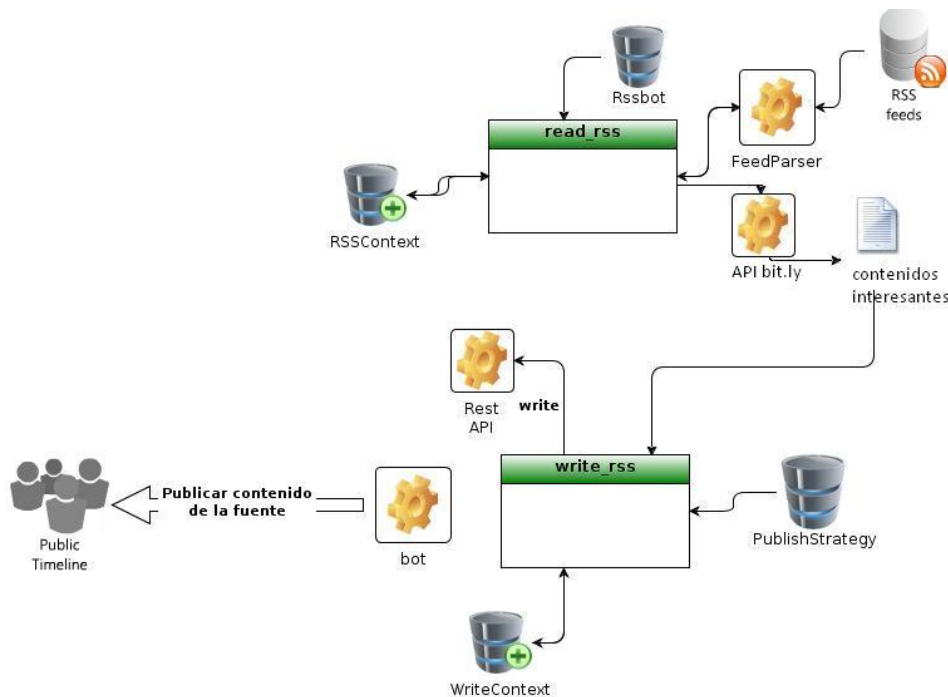 Rssbot
RSS
feeds
read_rss
FeedParser
RSSContext
API bit.ly
contenidos
interesantes
Rest
API
write
write_rss
Publicar contenido
de la fuente
Public
Timeline
bot
PublishStrategy
WriteContext